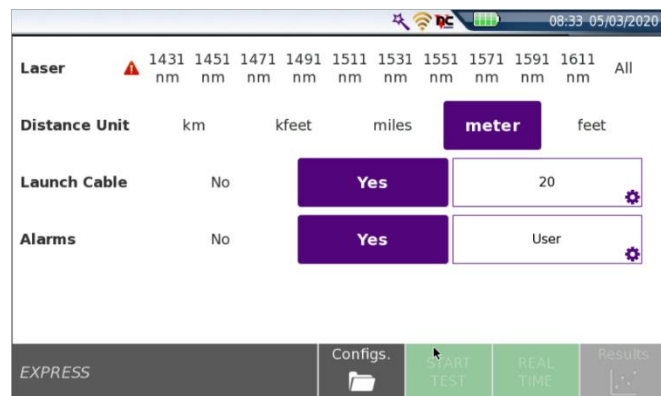 08:33 05/03/2020
Laser 1431 nm 1451 nm 1471 nm 1491 nm 1511 nm 1531 nm 1551 nm 1571 nm 1591 nm 1611 nm All
Distance Unit km kfeet miles meter feet
Launch Cable No Yes 20
Alarms No Yes User
EXPRESS Configs. START TEST REAL TIME Results